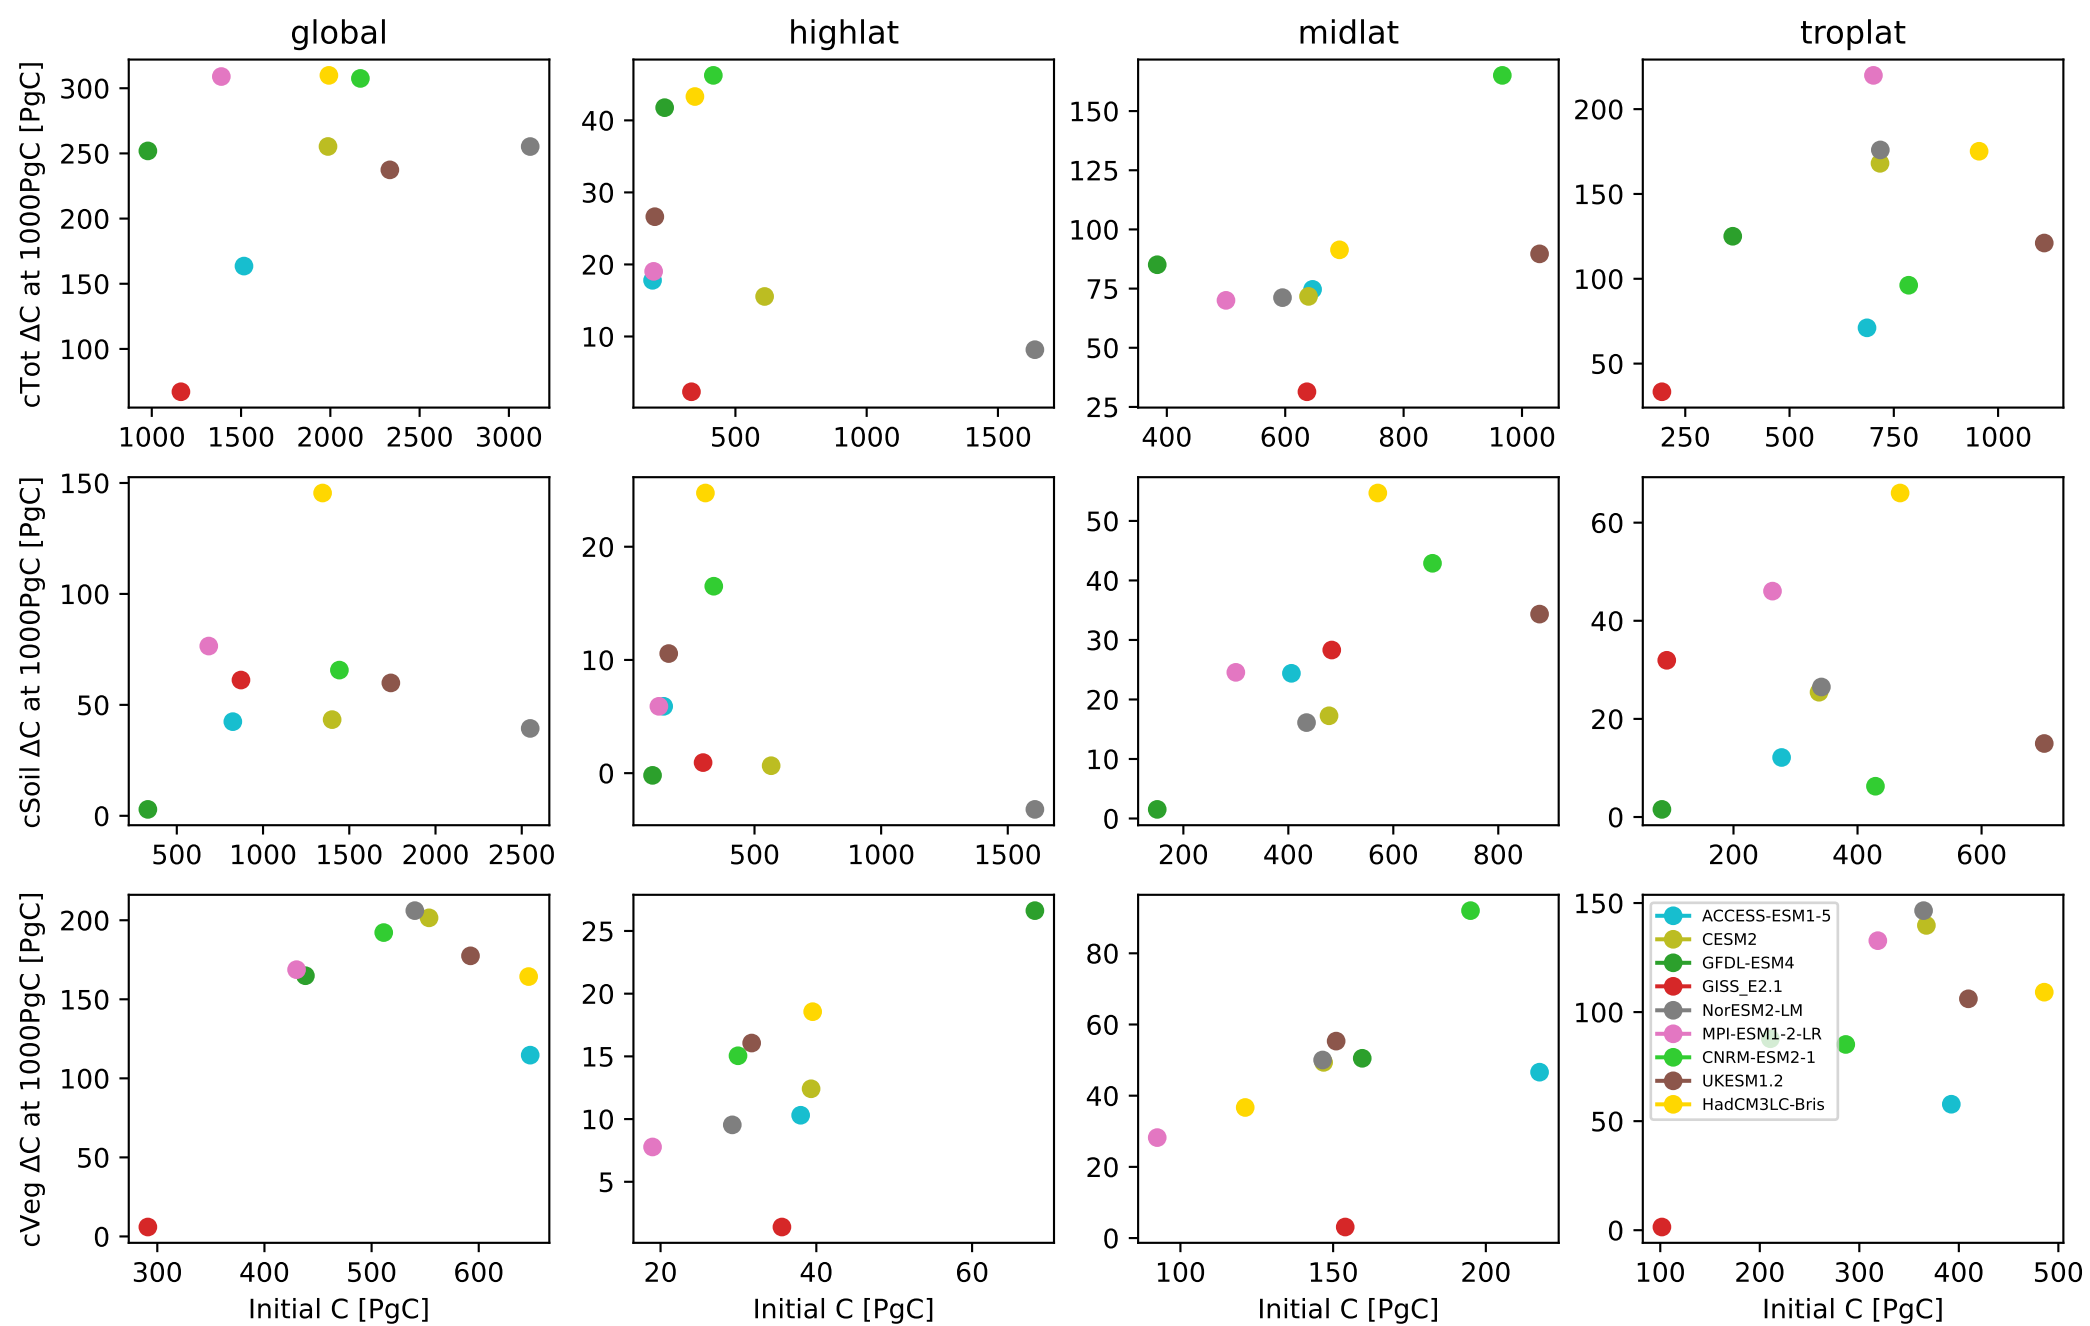 global
highlat
midlat
troplat
cTot ΔC at 1000PgC [PgC]
300
250
200
150
100
1000 1500 2000 2500 3000
40
30
20
10
500 1000 1500
150
125
100
75
50
25
400 600 800 1000
200
150
100
50
250 500 750 1000
cSoil ΔC at 1000PgC [PgC]
150
100
50
0
500 1000 1500 2000 2500
20
10
0
500 1000 1500
50
40
30
20
10
0
200 400 600 800
60
40
20
0
200 400 600
cVeg ΔC at 1000PgC [PgC]
200
150
100
50
0
300 400 500 600
Initial C [PgC]
25
20
15
10
5
20 40 60
Initial C [PgC]
80
60
40
20
0
100 150 200
Initial C [PgC]
150
100
50
0
ACCESS-ESM1-5
CESM2
GFDL-ESM4
GISS_E2.1
NorESM2-LM
MPI-ESM1-2-LR
CNRM-ESM2-1
UKESM1.2
HadCM3LC-Bris
100 200 300 400 500
Initial C [PgC]